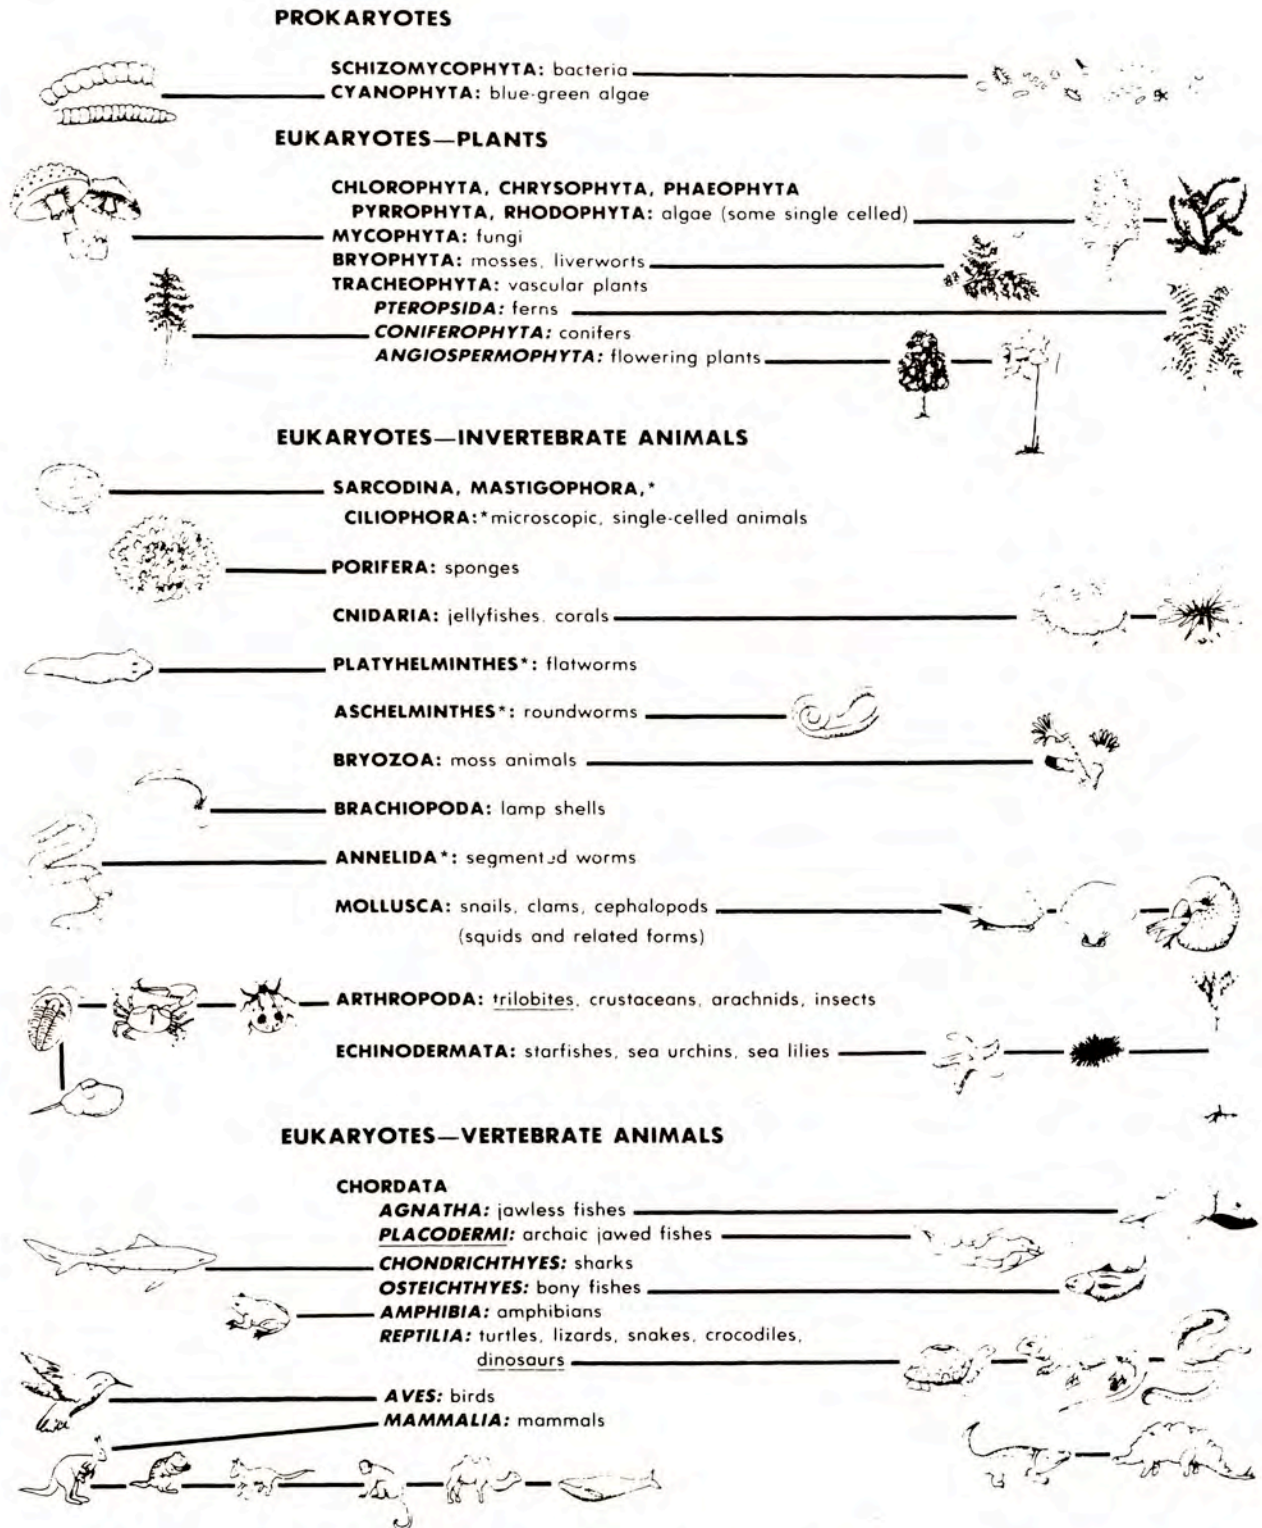 PROKARYOTES
SCHIZOMYCOPHYTA: bacteria
CYANOPHYTA: blue-green algae
EUKARYOTES—PLANTS
CHLOROPHYTA, CHRYSOPHYTA, PHAEOPHYTA
PYRROPHYTA, RHODOPHYTA: algae (some single celled)
MYCOPHYTA: fungi
BRYOPHYTA: mosses, liverworts
TRACHEOPHYTA: vascular plants
PTEROPSIDA: ferns
CONIFEROPHYTA: conifers
ANGIOSPERMOPHYTA: flowering plants
EUKARYOTES—INVERTEBRATE ANIMALS
SARCODINA, MASTIGOPHORA,*
CILIOPHORA:*microscopic, single-celled animals
PORIFERA: sponges
CNIDARIA: jellyfishes, corals
PLATYHELMINTHES*: flatworms
ASCHELMINTHES*: roundworms
BRYOZOA: moss animals
BRACHIOPODA: lamp shells
ANNELIDA*: segmented worms
MOLLUSCA: snails, clams, cephalopods
(squids and related forms)
ARTHROPODA: trilobites, crustaceans, arachnids, insects
ECHINODERMATA: starfishes, sea urchins, sea lilies
EUKARYOTES—VERTEBRATE ANIMALS
CHORDATA
AGNATHA: jawless fishes
PLACODERMI: archaic jawed fishes
CHONDRICHTHYES: sharks
OSTEICHTHYES: bony fishes
AMPHIBIA: amphibians
REPTILIA: turtles, lizards, snakes, crocodiles,
dinosaurs
AVES: birds
MAMMALIA: mammals